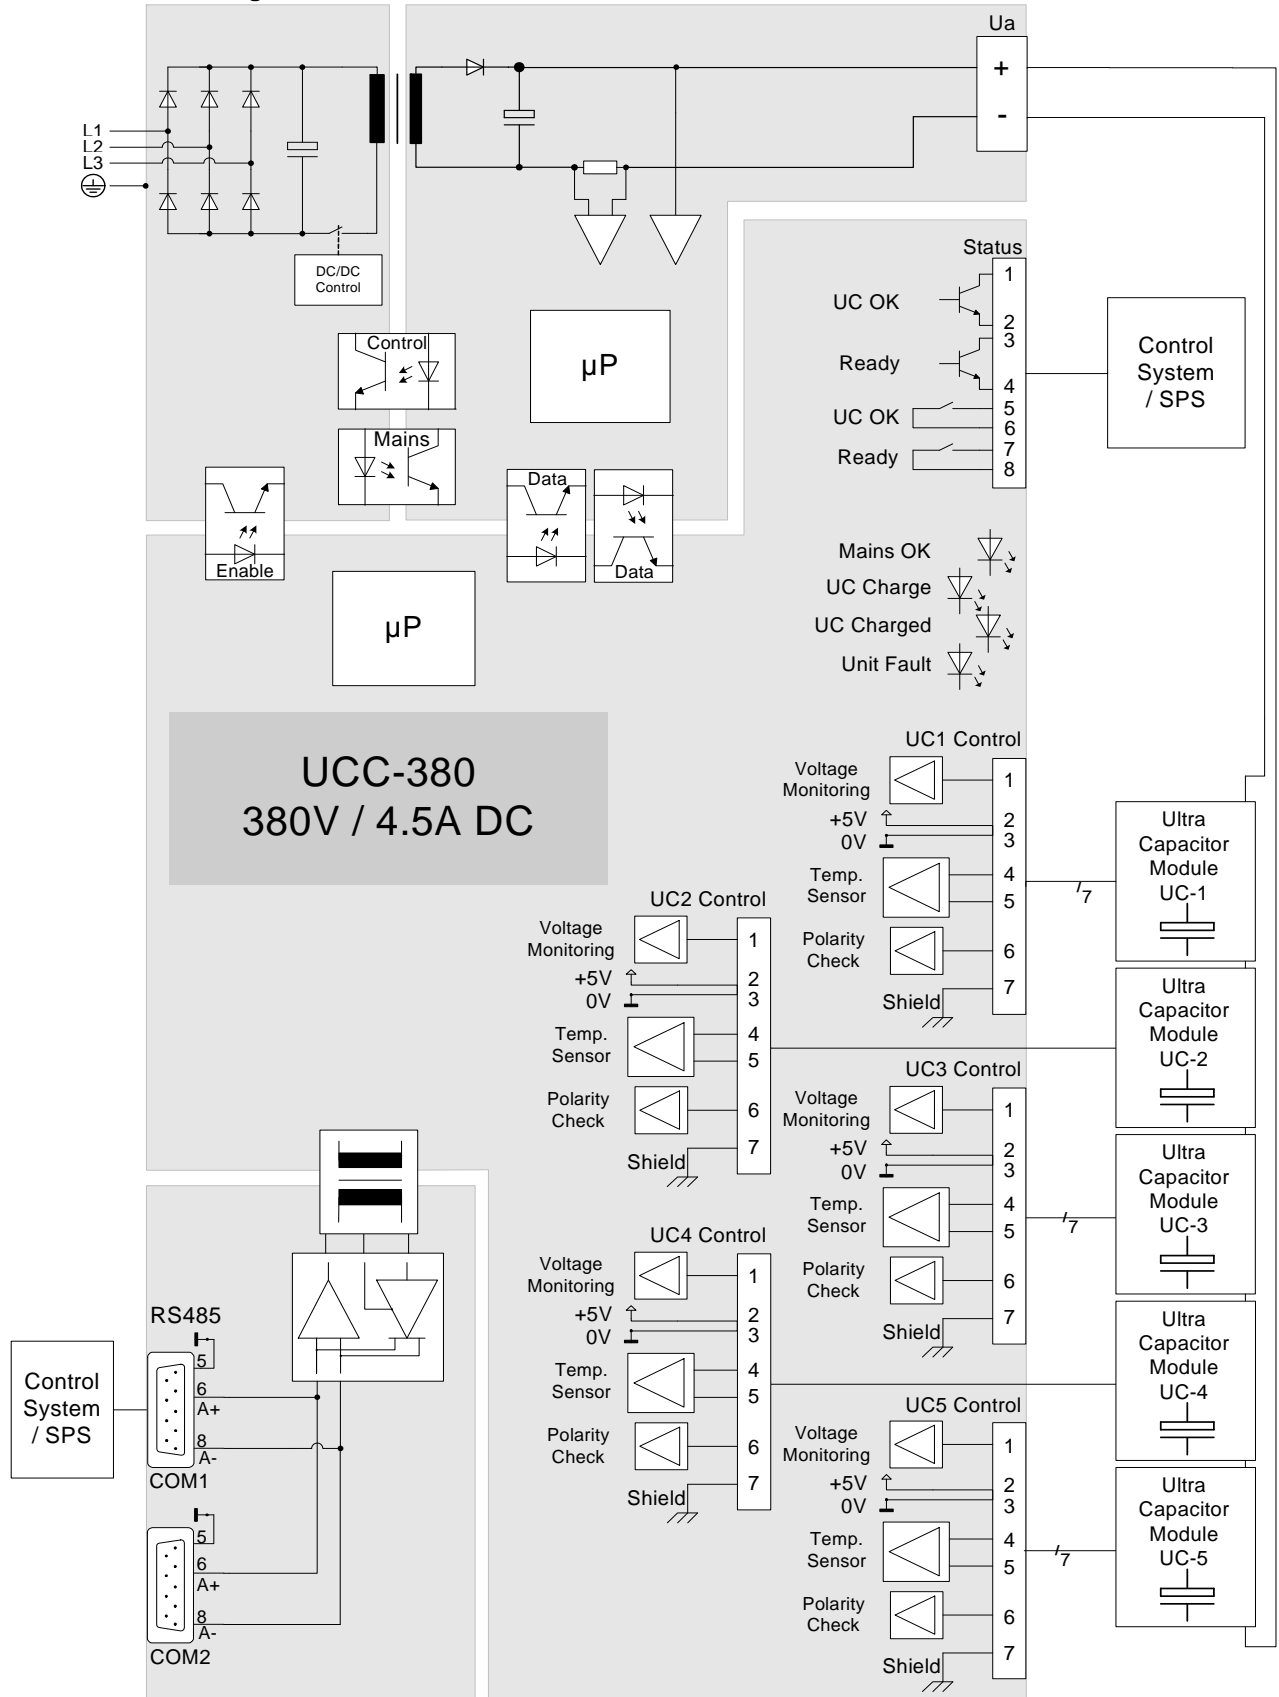 g
Ua
+
-
L1
L2
L3
DC/DC
Control
Control
Mains
µP
Status
1
2
3
4
5
6
7
8
UC OK
Ready
UC OK
Ready
Control
System
/ SPS
Enable
Data
Data
µP
Mains OK
UC Charge
UC Charged
Unit Fault
UCC-380
380V / 4.5A DC
UC1 Control
Voltage
Monitoring
+5V
0V
Temp.
Sensor
Polarity
Check
Shield
1
2
3
4
5
6
7
7
Ultra
Capacitor
Module
UC-1
UC2 Control
Voltage
Monitoring
+5V
0V
Temp.
Sensor
Polarity
Check
Shield
1
2
3
4
5
6
7
Ultra
Capacitor
Module
UC-2
UC3 Control
Voltage
Monitoring
+5V
0V
Temp.
Sensor
Polarity
Check
Shield
1
2
3
4
5
6
7
7
Ultra
Capacitor
Module
UC-3
UC4 Control
Voltage
Monitoring
+5V
0V
Temp.
Sensor
Polarity
Check
Shield
1
2
3
4
5
6
7
Ultra
Capacitor
Module
UC-4
UC5 Control
Voltage
Monitoring
+5V
0V
Temp.
Sensor
Polarity
Check
Shield
1
2
3
4
5
6
7
7
Ultra
Capacitor
Module
UC-5
RS485
5
6
A+
8
A-
COM1
Control
System
/ SPS
5
6
A+
8
A-
COM2